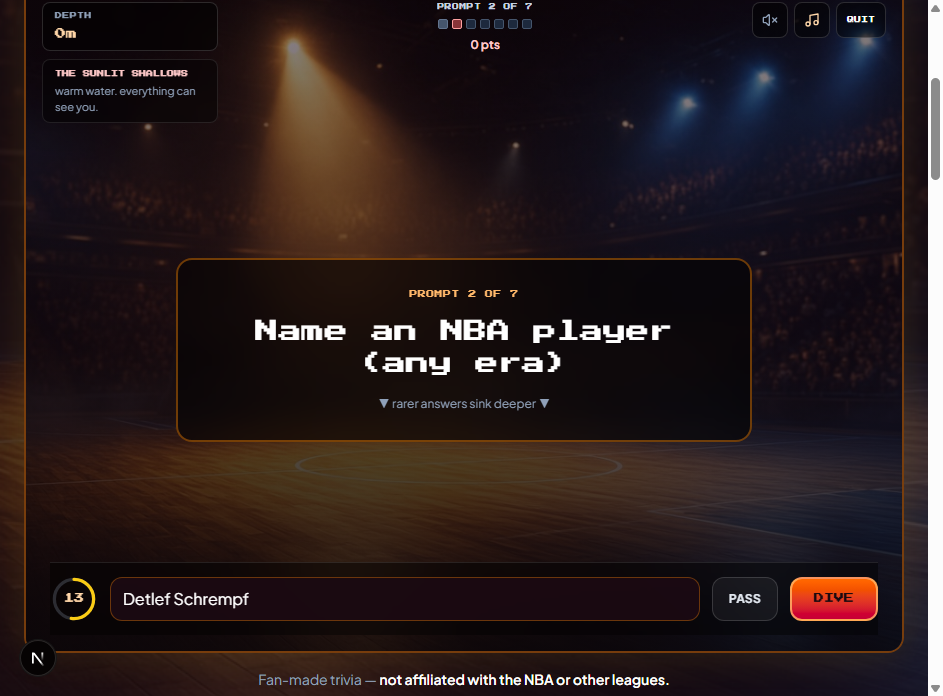 DEPTH
0m
PROMPT 2 OF 7
0 pts
QUIT
THE SUNLIT SHALLOWS
warm water. everything can
see you.
PROMPT 2 OF 7
Name an NBA player
(any era)
▼ rarer answers sink deeper ▼
13
Detlef Schrempf
PASS
DIVE
N
Fan-made trivia — not affiliated with the NBA or other leagues.